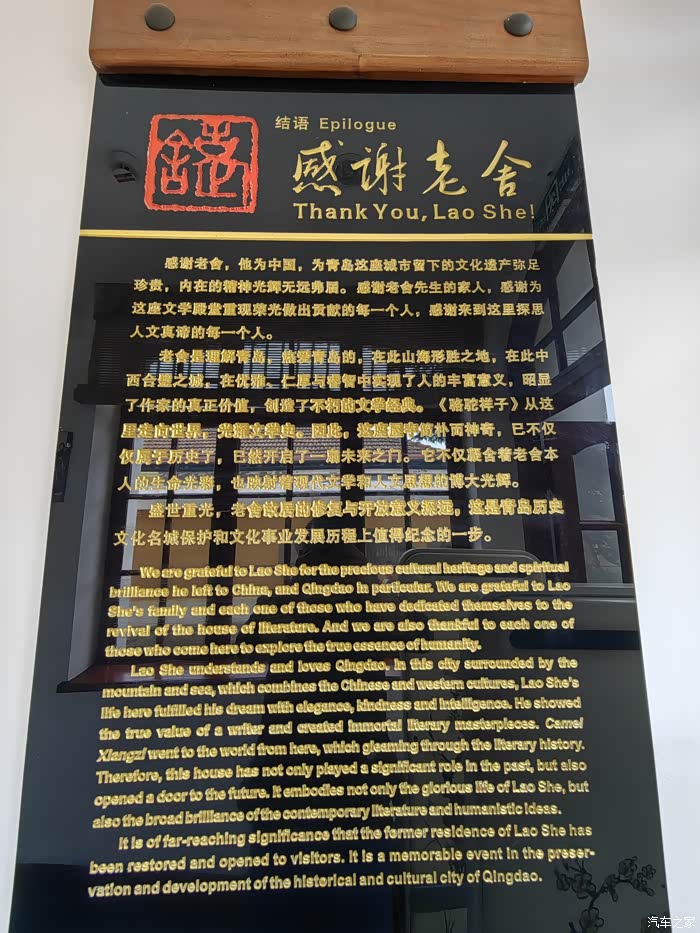 老舍
结语 Epilogue
感谢老舍
Thank You, Lao She!
感谢老舍，他为中国，为青岛这座城市留下的文化遗产弥足
珍贵，内在的精神光辉无远弗届。感谢老舍先生的家人，感谢为
这座文学殿堂重现荣光做出贡献的每一个人，感谢来到这里探思
人文真谛的每一个人。
老舍是理解青岛，热爱青岛的，在此山海形胜之地，在此中
西合璧之城，在优雅、仁厚与睿智中实现了人的丰富意义，昭显
了作家的真正价值，创造了不朽的文学经典。《骆驼祥子》从这
里走向世界，光耀文学史。因此，这座居宅简朴而神奇，已不仅
仅属于历史了，已然开启了一扇未来之门。它不仅蕴含着老舍本
人的生命光彩，也映射着现代文学和人文思想的博大光辉。
盛世重光，老舍故居的修复与开放意义深远，这是青岛历史
文化名城保护和文化事业发展历程上值得纪念的一步。
We are grateful to Lao She for the precious cultural heritage and spiritual
brilliance he left to China, and Qingdao in particular. We are grateful to Lao
She's family and each one of those who have dedicated themselves to the
revival of the house of literature. And we are also thankful to each one of
those who come here to explore the true essence of humanity.
Lao She understands and loves Qingdao. In this city surrounded by the
mountain and sea, which combines the Chinese and western cultures, Lao She's
life here fulfilled his dream with elegance, kindness and intelligence. He showed
the true value of a writer and created immortal literary masterpieces. Camel
Xiangzi went to the world from here, which gleaming through the literary history.
Therefore, this house has not only played a significant role in the past, but also
opened a door to the future. It embodies not only the glorious life of Lao She, but
also the broad brilliance of the contemporary literature and humanistic ideas.
It is of far-reaching significance that the former residence of Lao She has
been restored and opened to visitors. It is a memorable event in the preser-
vation and development of the historical and cultural city of Qingdao.
汽车之家